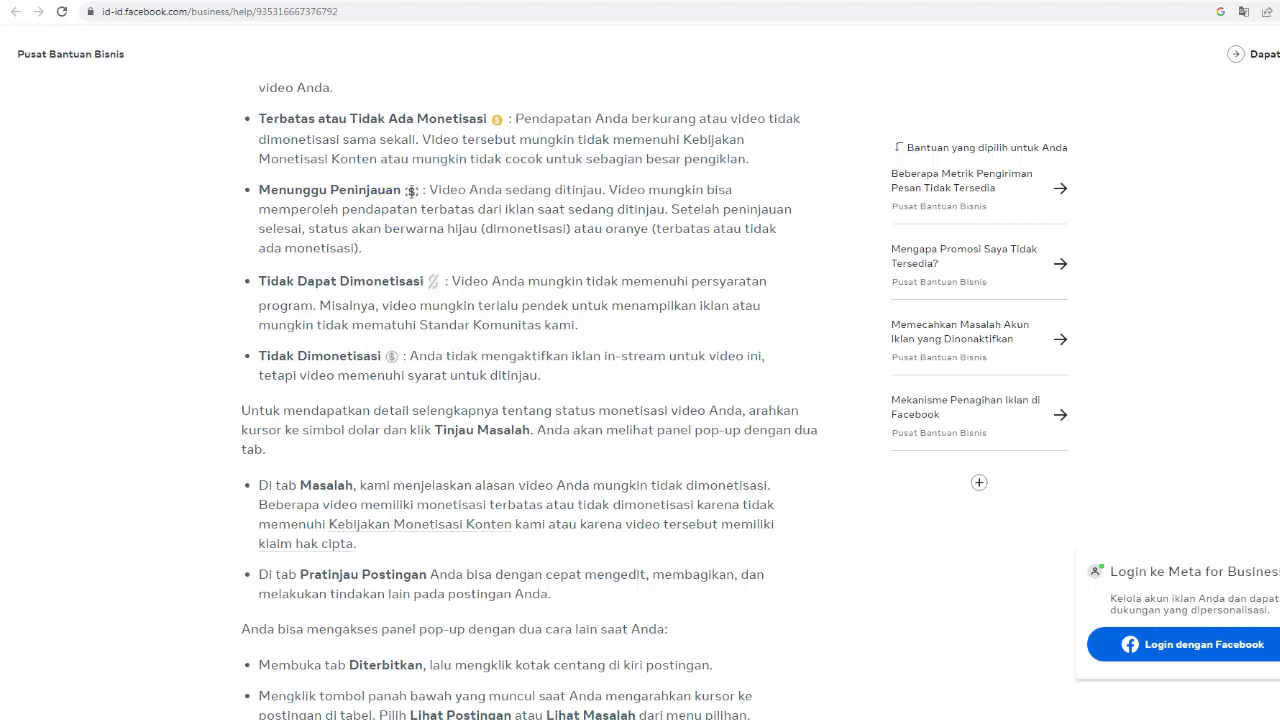 id-id.facebook.com/business/help/935316667376792
Pusat Bantuan Bisnis
Dapat
video Anda.
• Terbatas atau Tidak Ada Monetisasi : Pendapatan Anda berkurang atau video tidak
dimonetisasi sama sekali. Video tersebut mungkin tidak memenuhi Kebijakan
Monetisasi Konten atau mungkin tidak cocok untuk sebagian besar pengiklan.
• Menunggu Peninjauan : Video Anda sedang ditinjau. Video mungkin bisa
memperoleh pendapatan terbatas dari iklan saat sedang ditinjau. Setelah peninjauan
selesai, status akan berwarna hijau (dimonetisasi) atau oranye (terbatas atau tidak
ada monetisasi).
• Tidak Dapat Dimonetisasi : Video Anda mungkin tidak memenuhi persyaratan
program. Misalnya, video mungkin terlalu pendek untuk menampilkan iklan atau
mungkin tidak mematuhi Standar Komunitas kami.
• Tidak Dimonetisasi : Anda tidak mengaktifkan iklan in-stream untuk video ini,
tetapi video memenuhi syarat untuk ditinjau.
Untuk mendapatkan detail selengkapnya tentang status monetisasi video Anda, arahkan
kursor ke simbol dolar dan klik Tinjau Masalah. Anda akan melihat panel pop-up dengan dua
tab.
• Di tab Masalah, kami menjelaskan alasan video Anda mungkin tidak dimonetisasi.
Beberapa video memiliki monetisasi terbatas atau tidak dimonetisasi karena tidak
memenuhi Kebijakan Monetisasi Konten kami atau karena video tersebut memiliki
klaim hak cipta.
• Di tab Pratinjau Postingan Anda bisa dengan cepat mengedit, membagikan, dan
melakukan tindakan lain pada postingan Anda.
Anda bisa mengakses panel pop-up dengan dua cara lain saat Anda:
• Membuka tab Diterbitkan, lalu mengklik kotak centang di kiri postingan.
• Mengklik tombol panah bawah yang muncul saat Anda mengarahkan kursor ke
postingan di tabel. Pilih Lihat Postingan atau Lihat Masalah dari menu pilihan.
Bantuan yang dipilih untuk Anda
Beberapa Metrik Pengiriman
Pesan Tidak Tersedia
Pusat Bantuan Bisnis
Mengapa Promosi Saya Tidak
Tersedia?
Pusat Bantuan Bisnis
Memecahkan Masalah Akun
Iklan yang Dinonaktifkan
Pusat Bantuan Bisnis
Mekanisme Penagihan Iklan di
Facebook
Pusat Bantuan Bisnis
Login ke Meta for Business
Kelola akun iklan Anda dan dapat
dukungan yang dipersonalisasi.
Login dengan Facebook